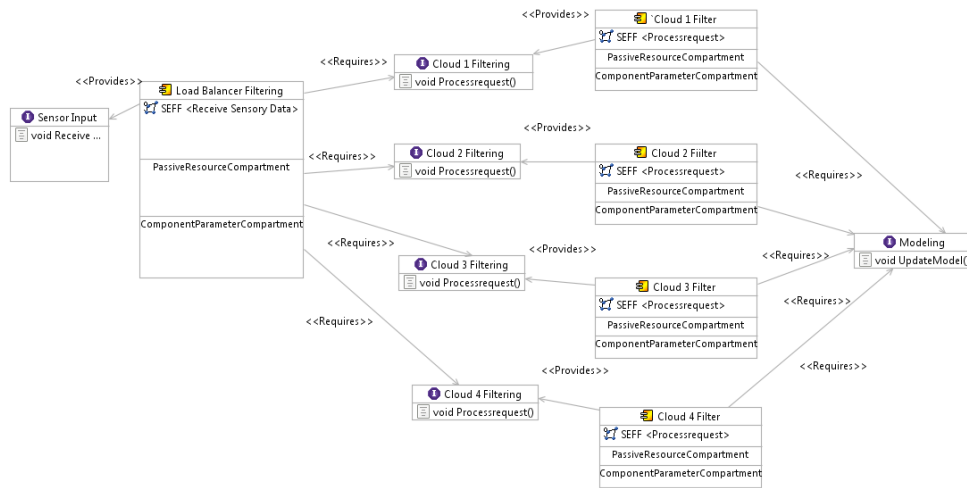 <<Provides>>
`Cloud 1 Filter
SEFF <Processrequest>
PassiveResourceCompartment
ComponentParameterCompartment
<<Requires>>
Cloud 1 Filtering
void Processrequest()
<<Provides>>
Load Balancer Filtering
SEFF <Receive Sensory Data>
PassiveResourceCompartment
ComponentParameterCompartment
Sensor Input
void Receive ...
<<Provides>>
<<Requires>>
Cloud 2 Filtering
void Processrequest()
Cloud 2 Fiilter
SEFF <Processrequest>
PassiveResourceCompartment
ComponentParameterCompartment
<<Requires>>
<<Requires>>
<<Provides>>
Cloud 3 Filtering
void Processrequest()
<<Requires>>
Modeling
void UpdateModel()
Cloud 3 Filter
SEFF <Processrequest>
PassiveResourceCompartment
ComponentParameterCompartment
<<Requires>>
<<Requires>>
<<Provides>>
<<Requires>>
Cloud 4 Filtering
void Processrequest()
Cloud 4 Filter
SEFF <Processrequest>
PassiveResourceCompartment
ComponentParameterCompartment